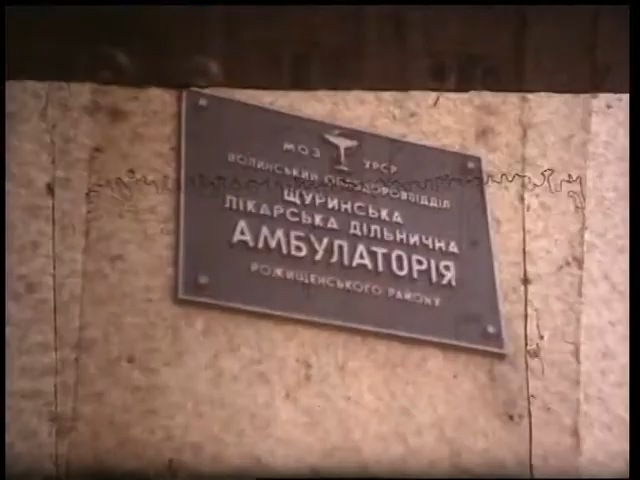 МОЗ УРСР
ВОЛИНСЬКИЙ ОБЛЗДОРОВВІДДІЛ
ЩУРИНСЬКА
ЛІКАРСЬКА ДІЛЬНИЧНА
АМБУЛАТОРІЯ
РОЖИЩЕНСЬКОГО РАЙОНУ